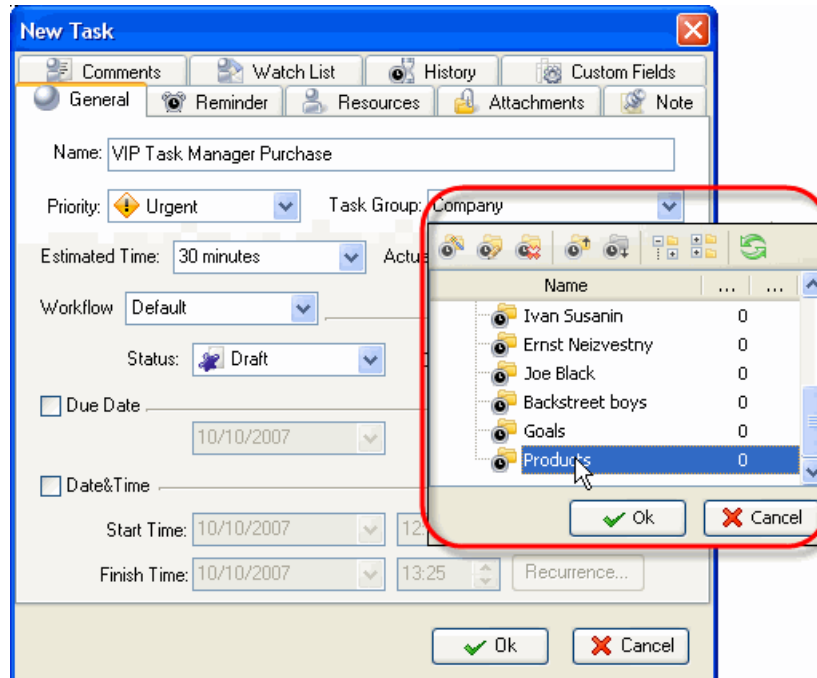 New Task
Comments Watch List History Custom Fields
General Reminder Resources Attachments Note
Name: VIP Task Manager Purchase
Priority: Urgent Task Group: Company
Estimated Time: 30 minutes
Name ... ...
Ivan Susanin 0
Workflow Default
Ernst Neizvestny 0
Status: Draft
Joe Black 0
Backstreet boys 0
Due Date
Goals 0
10/10/2007
Products 0
Date&Time
Ok Cancel
Start Time: 10/10/2007
Finish Time: 10/10/2007 13:25 Recurrence...
Ok Cancel